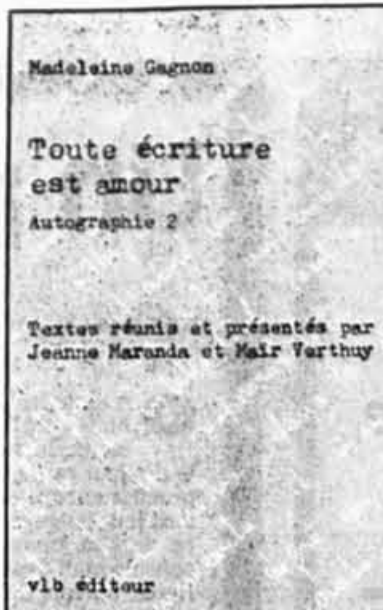 Madeleine Gagnon
Toute écriture
est amour
Autographie 2
Textes réunis et présentés par
Jeanne Maranda et Maïr Verthuy
vlb éditeur